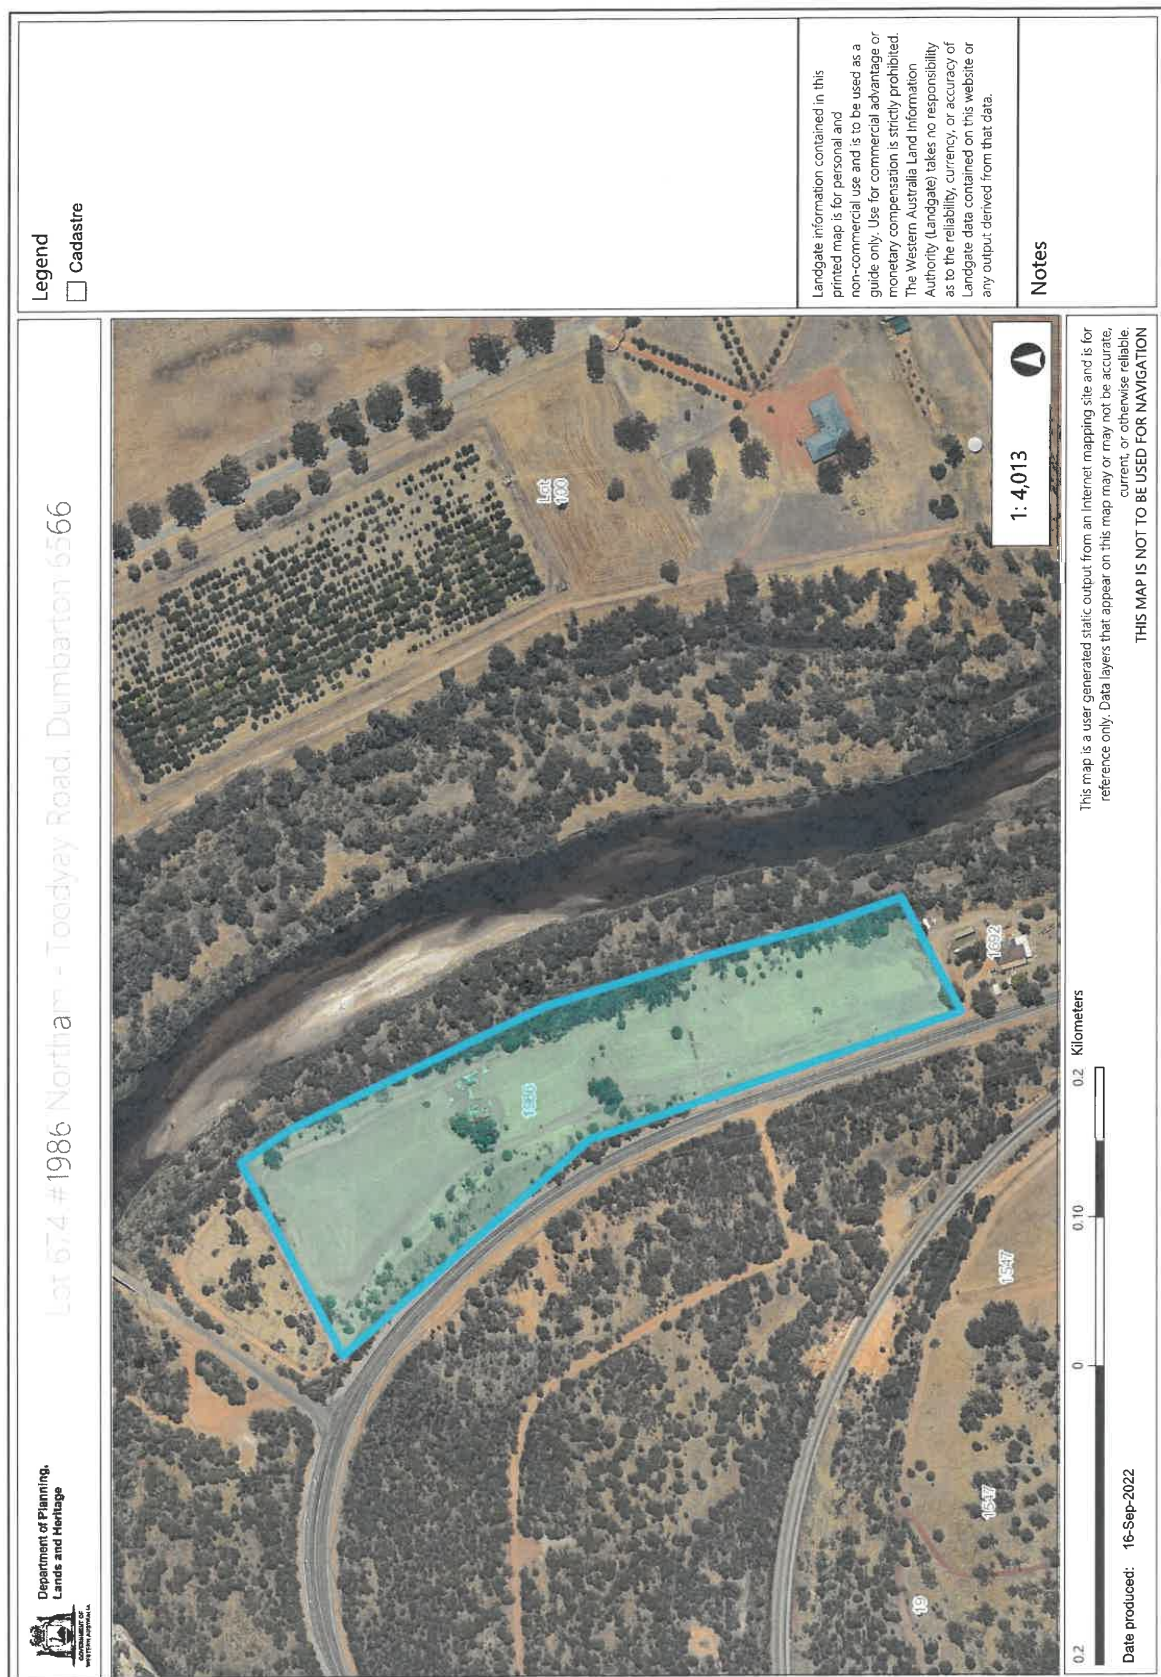 GOVERNMENT OF
WESTERN AUSTRALIA
Department of Planning,
Lands and Heritage
Lot 674 #1986 Northam - Toodyay Road, Dumbarton 6566
Legend
Cadastre
Lot
100
1986
1692
1547
1547
19
1: 4,013
Landgate information contained in this
printed map is for personal and
non-commercial use and is to be used as a
guide only. Use for commercial advantage or
monetary compensation is strictly prohibited.
The Western Australia Land Information
Authority (Landgate) takes no responsibility
as to the reliability, currency, or accuracy of
Landgate data contained on this website or
any output derived from that data.
Notes
0.2
0
0.10
0.2
Kilometers
Date produced: 16-Sep-2022
This map is a user generated static output from an Internet mapping site and is for
reference only. Data layers that appear on this map may or may not be accurate,
current, or otherwise reliable.
THIS MAP IS NOT TO BE USED FOR NAVIGATION